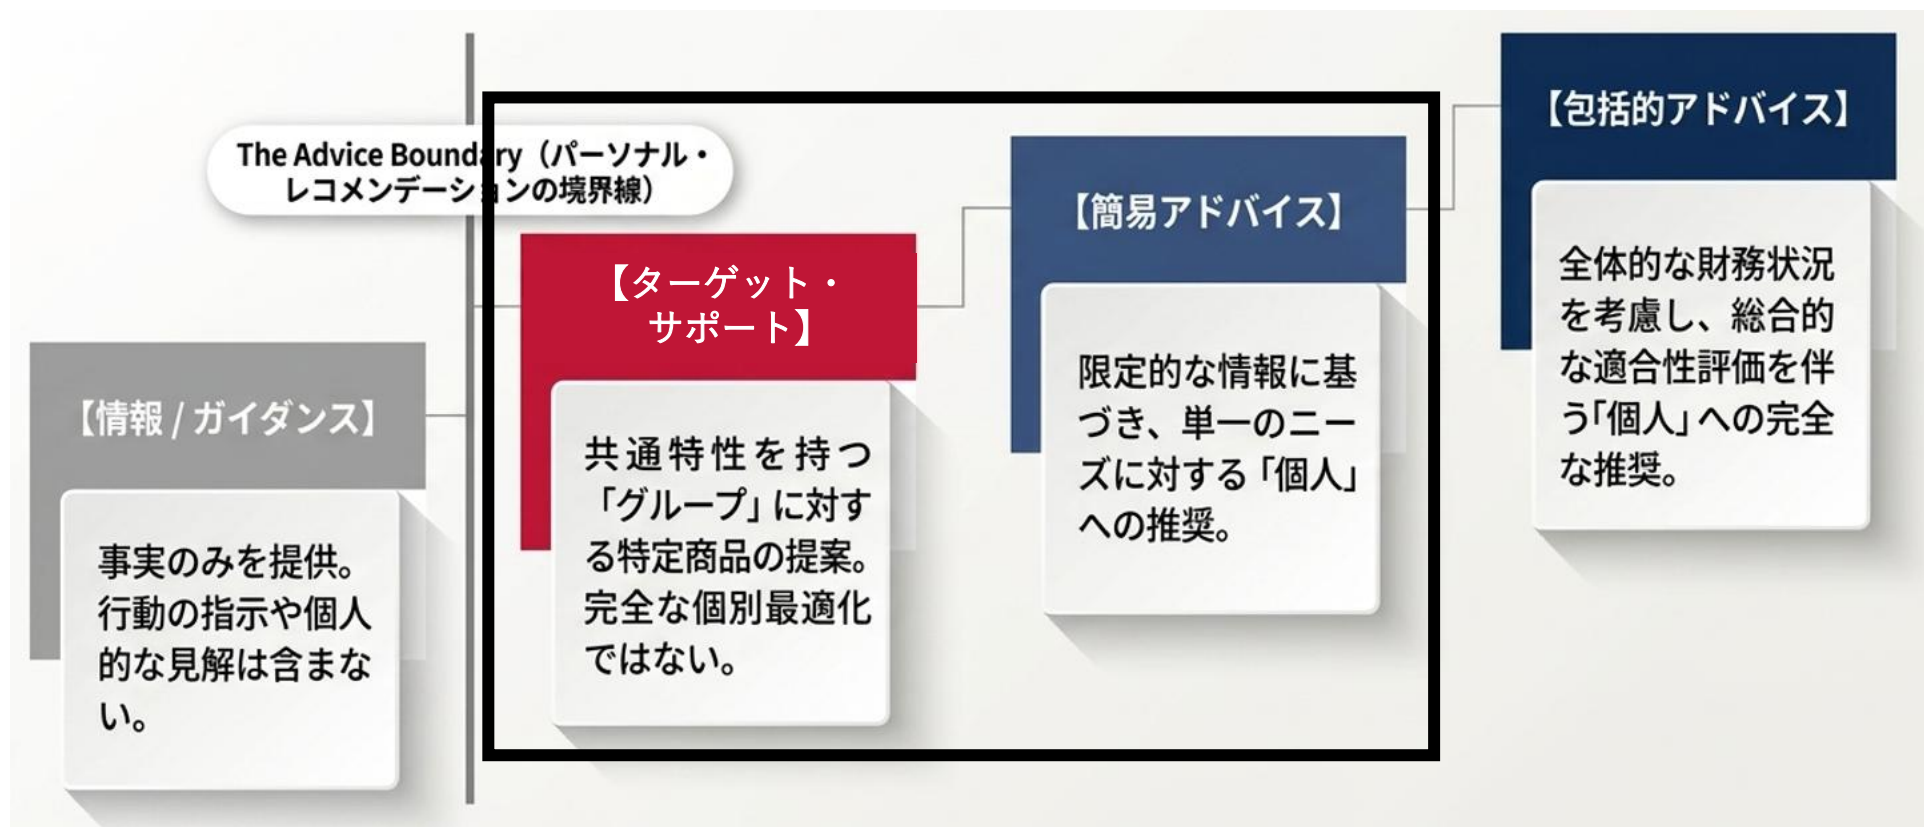 The Advice Boundary（パーソナル・
レコメンデーションの境界線）
【情報 / ガイダンス】
事実のみを提供。
行動の指示や個人
的な見解は含まな
い。
【ターゲット・
サポート】
共通特性を持つ
「グループ」に対す
る特定商品の提案。
完全な個別最適化
ではない。
【簡易アドバイス】
限定的な情報に基
づき、単一のニー
ズに対する「個人」
への推奨。
【包括的アドバイス】
全体的な財務状況
を考慮し、総合的
な適合性評価を伴
う「個人」への完全
な推奨。